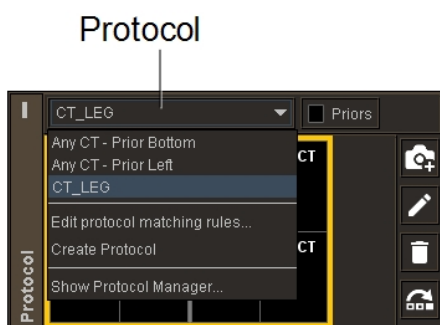 Protocol
CT_LEG
Priors
Any CT - Prior Bottom
Any CT - Prior Left
CT_LEG
CT
Edit protocol matching rules...
Create Protocol
CT
Show Protocol Manager...
Protocol